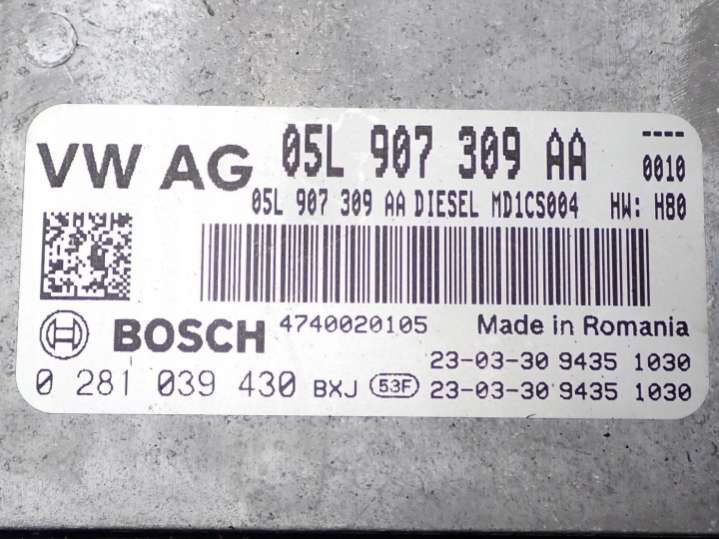 VW AG 05L 907 309 AA ---- 0010
05L 907 309 AA DIESEL MD1CS004 HW: H80
BOSCH 4740020105 Made in Romania
23-03-30 9435 1030
0 281 039 430 BXJ 53F 23-03-30 9435 1030